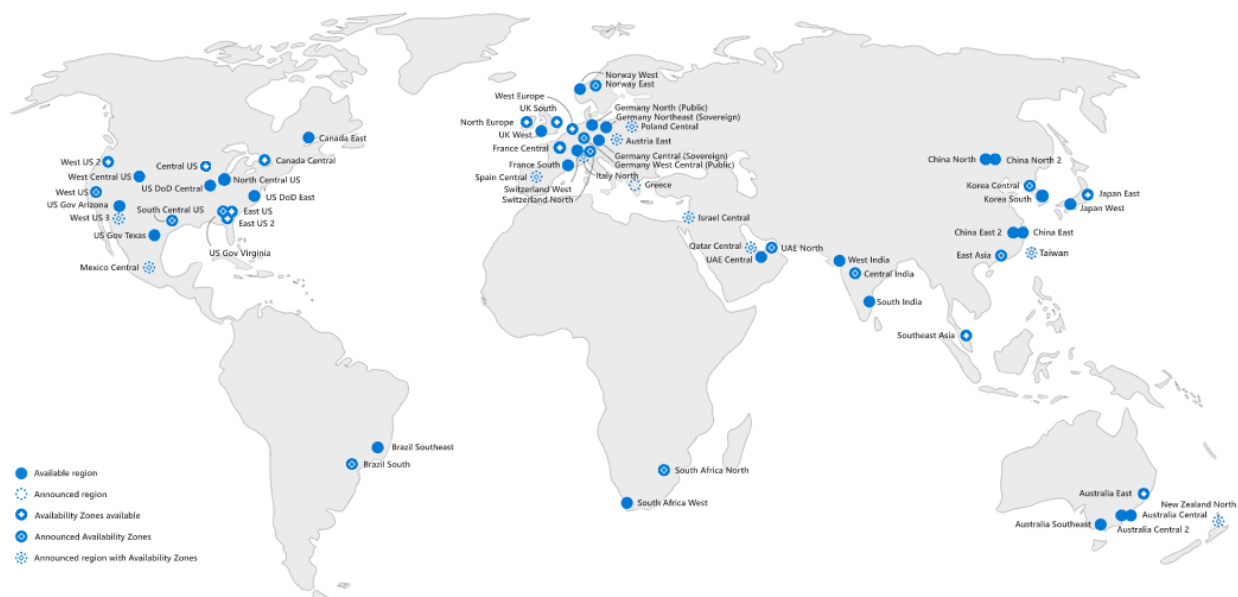 Norway West
Norway East
West Europe
UK South
North Europe
UK West
Germany North (Public)
Germany Northeast (Sovereign)
Poland Central
Austria East
France Central
France South
Germany Central (Sovereign)
Germany West Central (Public)
Italy North
Spain Central
Switzerland West
Switzerland North
Greece
Canada East
West US 2
Central US
Canada Central
West Central US
North Central US
US DoD Central
West US
US DoD East
US Gov Arizona
South Central US
East US
West US 3
East US 2
US Gov Texas
US Gov Virginia
Mexico Central
Israel Central
Qatar Central
UAE North
UAE Central
China North
China North 2
Korea Central
Korea South
Japan East
Japan West
China East 2
China East
East Asia
Taiwan
West India
Central India
South India
Southeast Asia
Brazil Southeast
Brazil South
South Africa North
South Africa West
Australia East
New Zealand North
Australia Central
Australia Southeast
Australia Central 2
Available region
Announced region
Availability Zones available
Announced Availability Zones
Announced region with Availability Zones